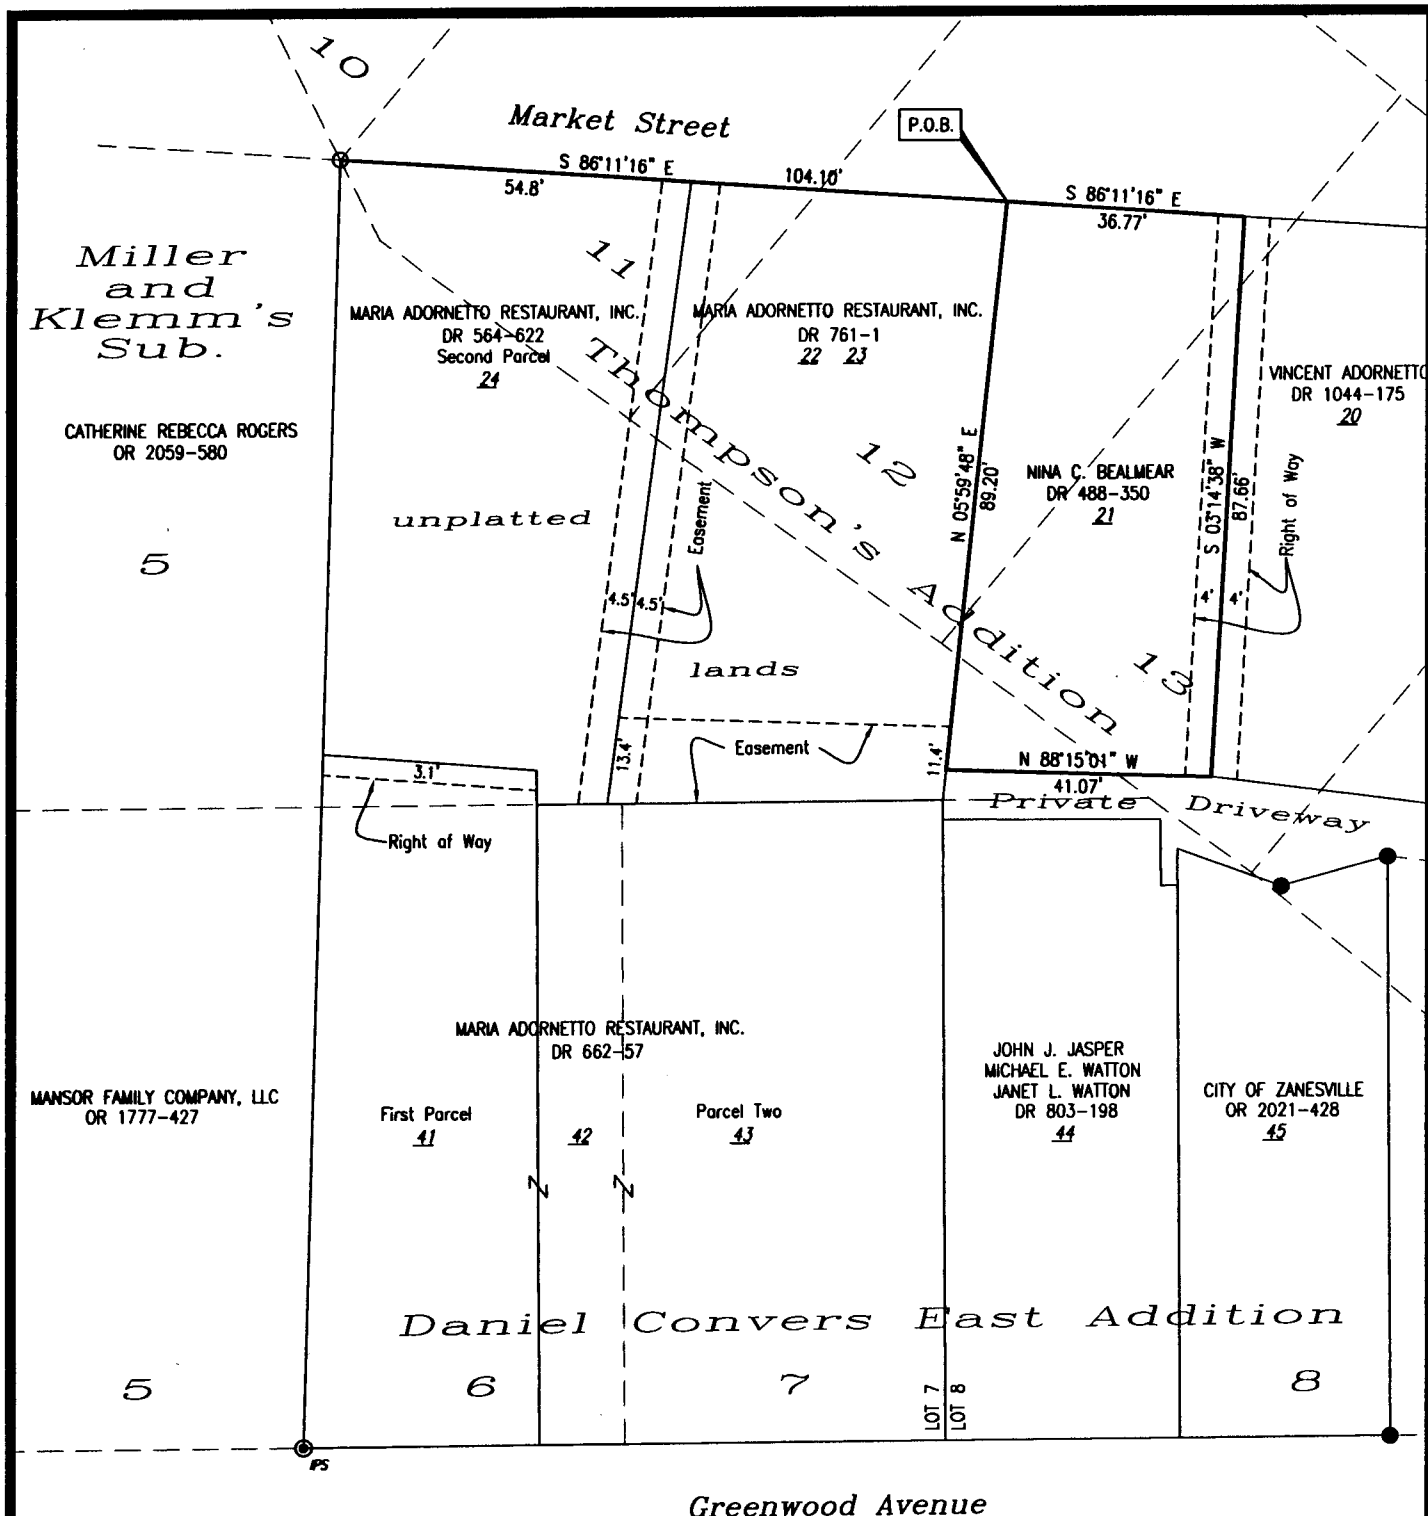 10
Market Street
P.O.B.
S 86°11'16" E
54.8'
104.10'
S 86°11'16" E
36.77'
Miller
and
Klemm's
Sub.
11
MARIA ADORNETTO RESTAURANT, INC.
DR 564-622
Second Parcel
24
MARIA ADORNETTO RESTAURANT, INC.
DR 761-1
22 23
VINCENT ADORNETTO
DR 1044-175
20
CATHERINE REBECCA ROGERS
OR 2059-580
Thompson's Addition
12
N 05°59'48" E
89.20'
NINA C. BEALMEAR
DR 488-350
21
S 03°14'38" W
87.66'
Right of Way
unplatted
Easement
5
4.5' 4.5'
4' 4'
lands
13
Easement
13.4'
11.4'
N 88°15'01" W
41.07'
3.1'
Private Driveway
Right of Way
MARIA ADORNETTO RESTAURANT, INC.
DR 662-57
JOHN J. JASPER
MICHAEL E. WATTON
JANET L. WATTON
DR 803-198
44
MANSOR FAMILY COMPANY, LLC
OR 1777-427
First Parcel
41
42
Parcel Two
43
CITY OF ZANESVILLE
OR 2021-428
45
Z Z
Daniel Convers East Addition
5 6 7 8
LOT 7
LOT 8
IPS
Greenwood Avenue